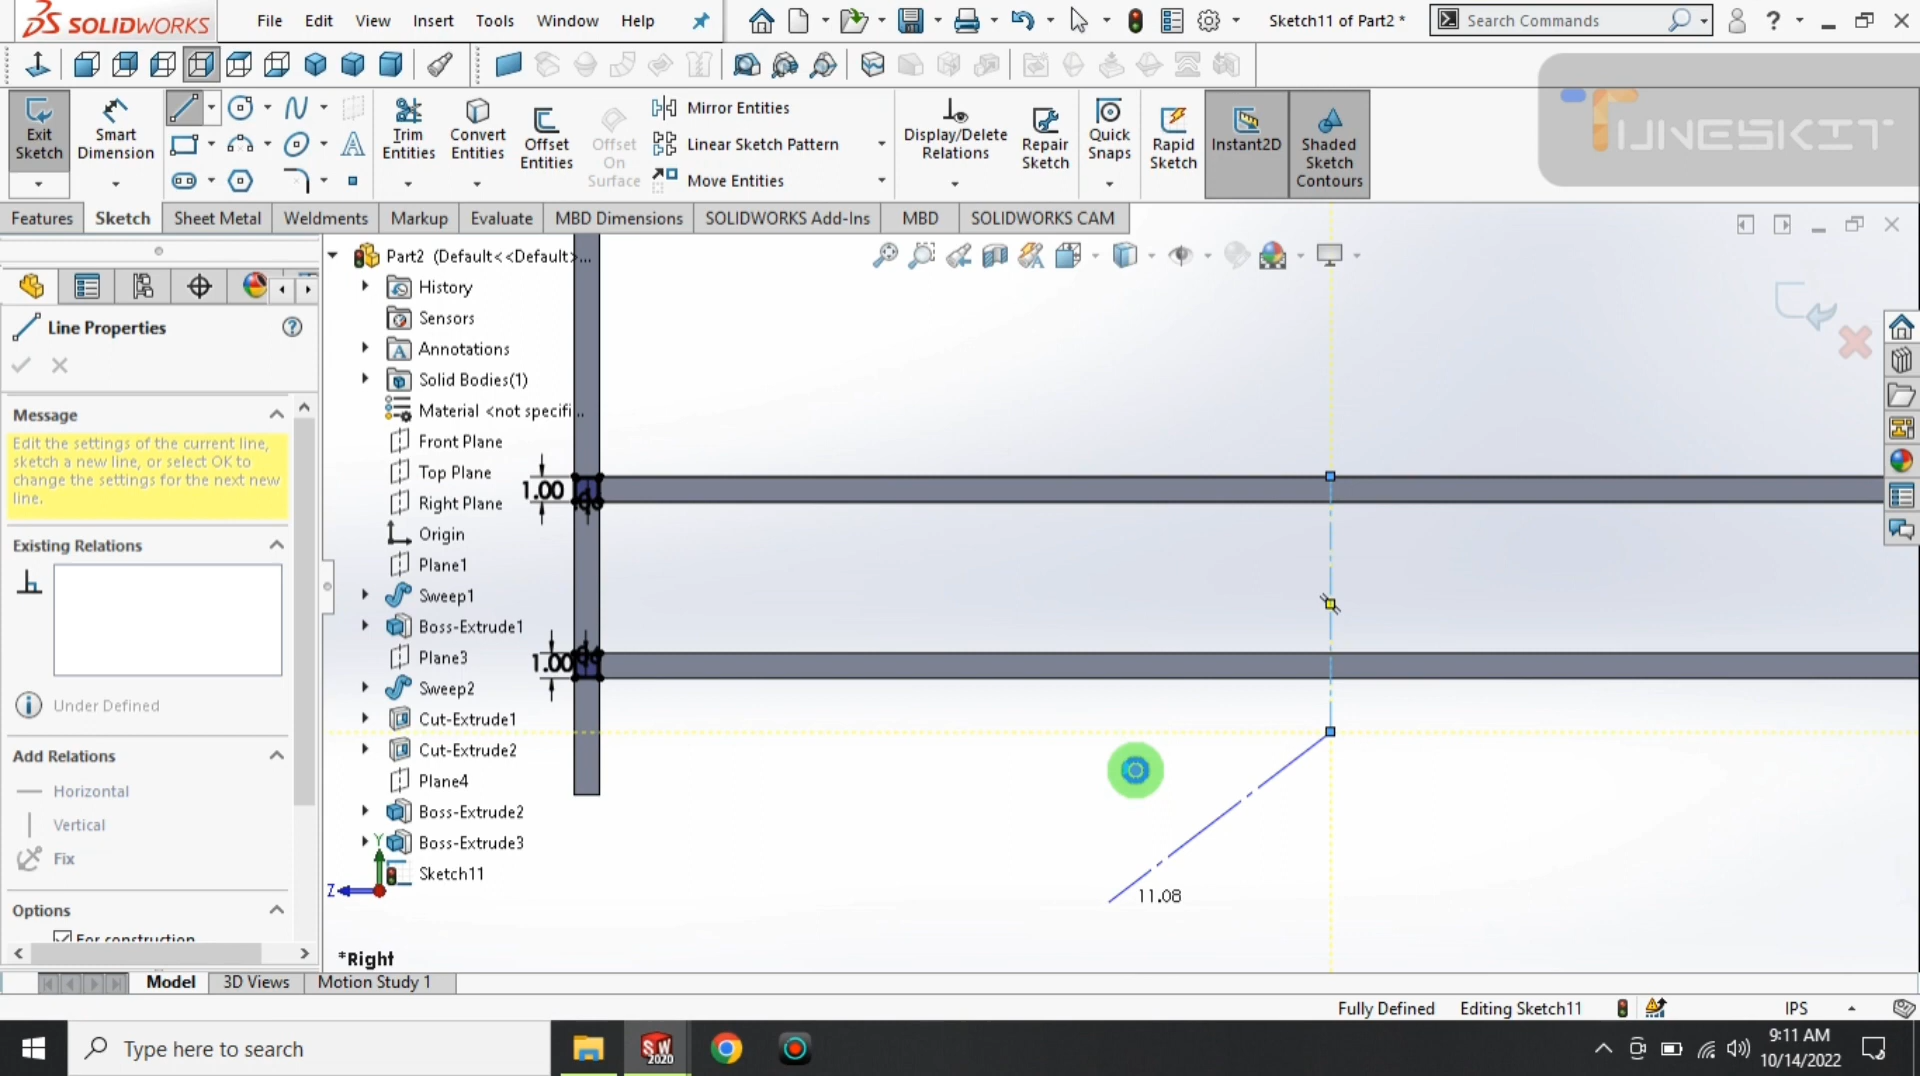 SOLIDWORKS File Edit View Insert Tools Window Help Sketch11 of Part2 * Search Commands ?
Exit Sketch
Smart Dimension
Trim Entities
Convert Entities
Offset Entities
Offset On Surface
Mirror Entities
Linear Sketch Pattern
Move Entities
Display/Delete Relations
Repair Sketch
Quick Snaps
Rapid Sketch
Instant2D
Shaded Sketch Contours
TUNESKIT
Features Sketch Sheet Metal Weldments Markup Evaluate MBD Dimensions SOLIDWORKS Add-Ins MBD SOLIDWORKS CAM
Line Properties
Message
Edit the settings of the current line,
sketch a new line, or select OK to
change the settings for the next new
line.
Existing Relations
Under Defined
Add Relations
Horizontal
Vertical
Fix
Options
For construction
Part2 (Default<<Default>...
History
Sensors
Annotations
Solid Bodies(1)
Material <not specifi...
Front Plane
Top Plane
Right Plane
Origin
Plane1
Sweep1
Boss-Extrude1
Plane3
Sweep2
Cut-Extrude1
Cut-Extrude2
Plane4
Boss-Extrude2
Boss-Extrude3
Sketch11
Y
Z
1.00
1.00
11.08
*Right
Model 3D Views Motion Study 1
Fully Defined Editing Sketch11 IPS
Type here to search
SW 2020
9:11 AM
10/14/2022